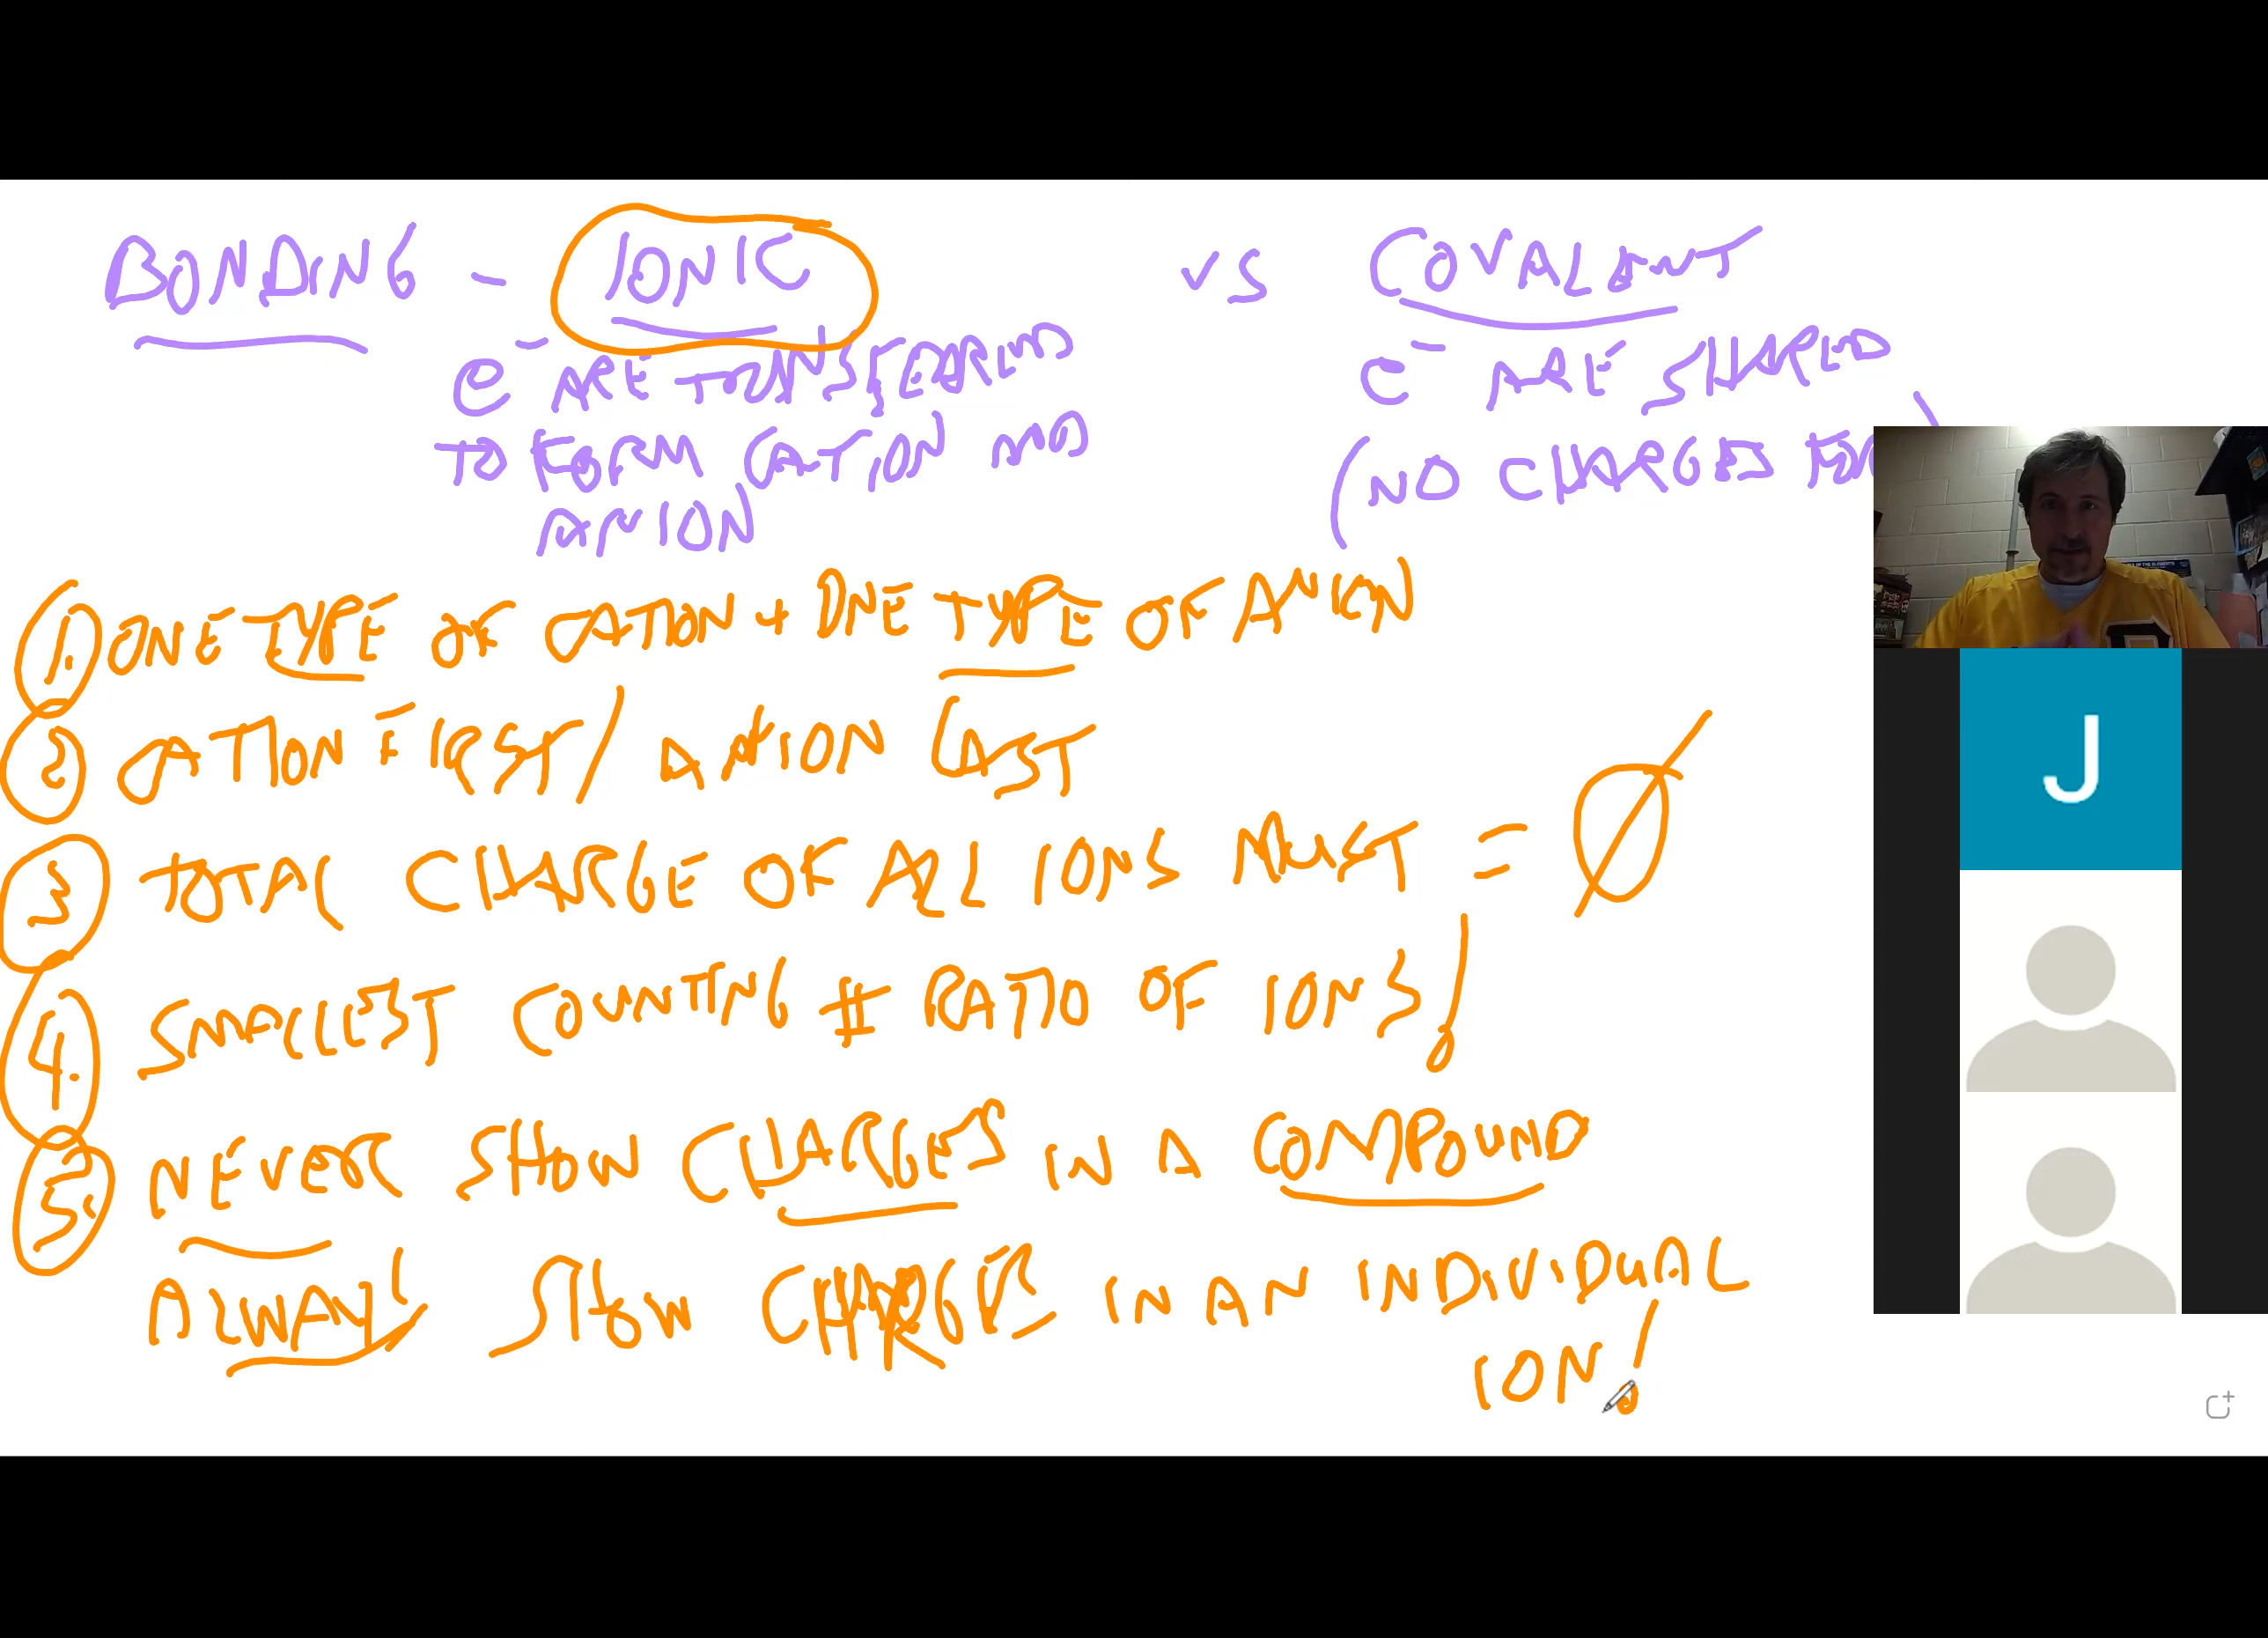 BONDING - IONIC vs COVALENT
e⁻ ARE TRANSFERRED e⁻ ARE SHARED
TO FORM CATION AND (NO CHARGES FOR
ANION
1. ONE TYPE OF CATION + ONE TYPE OF ANION
2 CATION FIRST / ANION LAST
3 TOTAL CHARGE OF ALL IONS MUST = Ø
4. SMALLEST COUNTING # RATIO OF IONS!
5. NEVER SHOW CHARGES IN A COMPOUND
ALWAYS SHOW CHARGE IN AN INDIVIDUAL
ION!
J